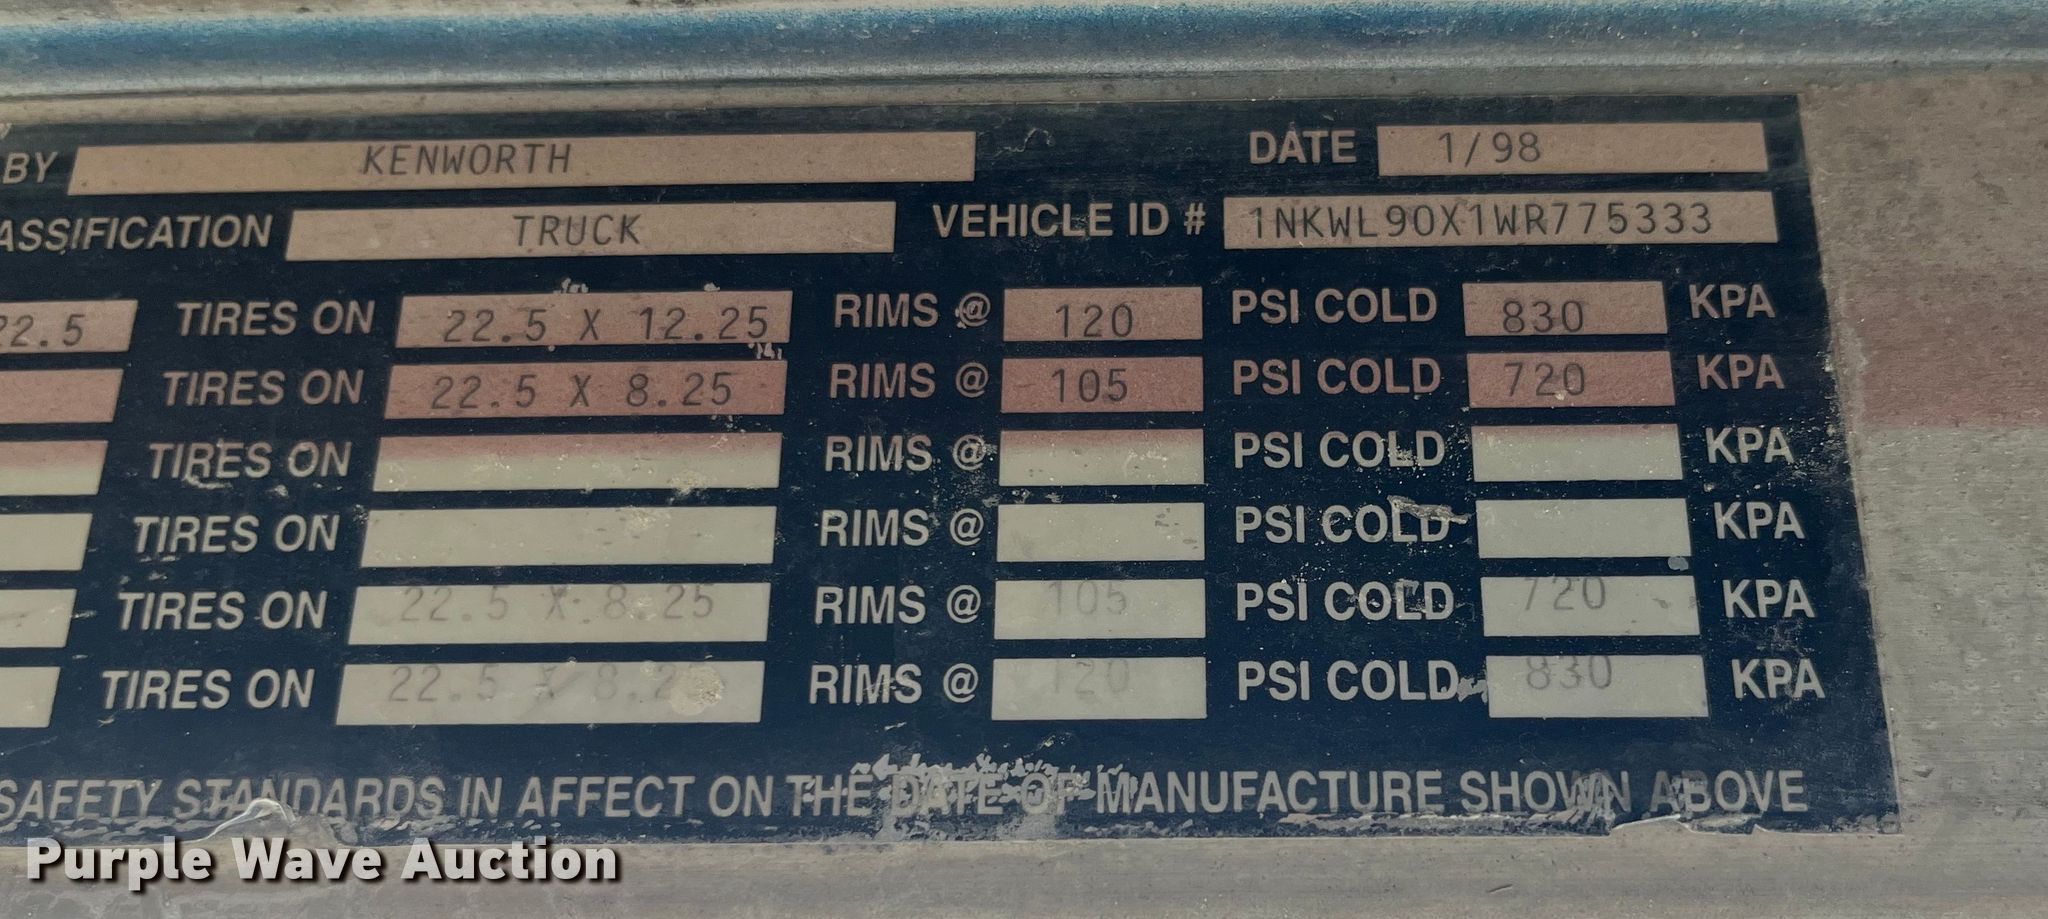 BY KENWORTH DATE 1/98
ASSIFICATION TRUCK VEHICLE ID # 1NKWL90X1WR775333
22.5 TIRES ON 22.5 X 12.25 RIMS @ 120 PSI COLD 830 KPA
TIRES ON 22.5 X 8.25 RIMS @ 105 PSI COLD 720 KPA
TIRES ON RIMS @ PSI COLD KPA
TIRES ON RIMS @ PSI COLD KPA
TIRES ON 22.5 X 8.25 RIMS @ 105 PSI COLD 720 KPA
TIRES ON 22.5 X 8.25 RIMS @ 120 PSI COLD 830 KPA
SAFETY STANDARDS IN AFFECT ON THE DATE OF MANUFACTURE SHOWN ABOVE
Purple Wave Auction